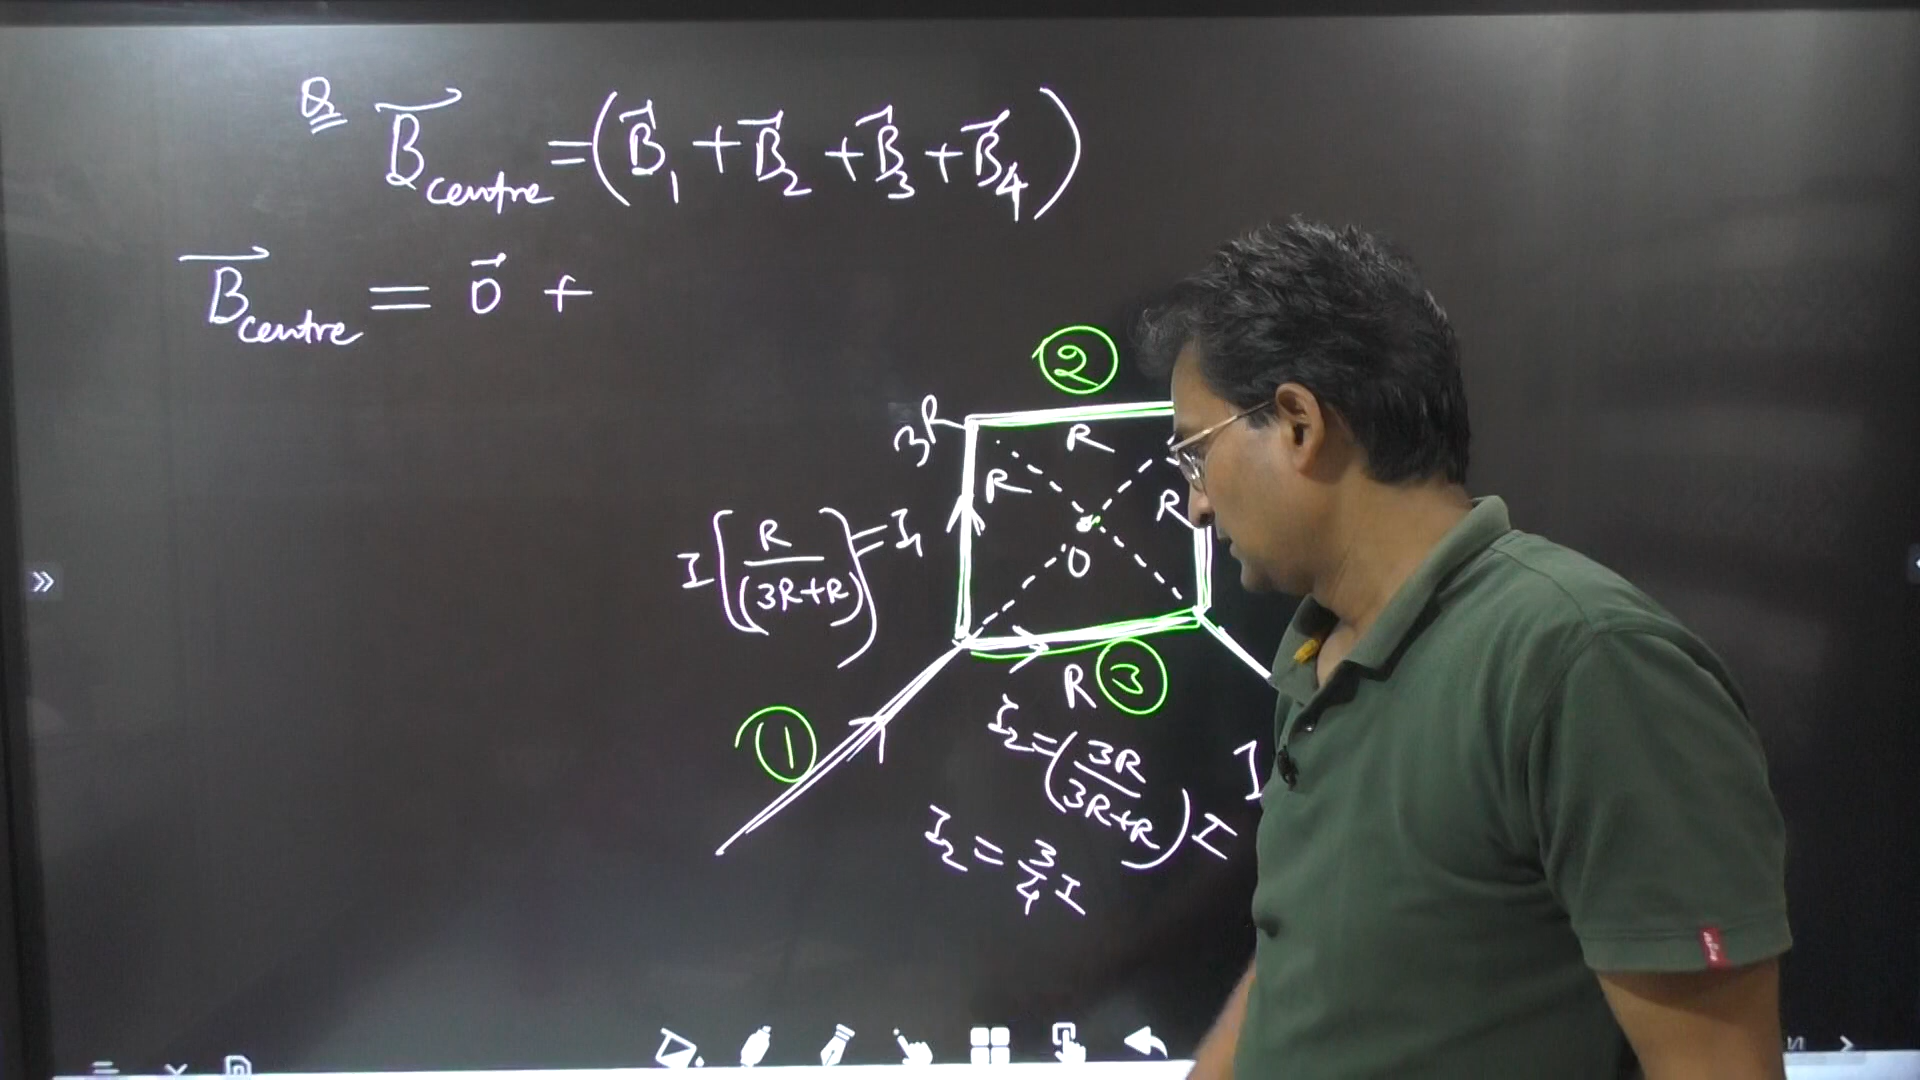 Q B⃗centre = (B⃗1 + B⃗2 + B⃗3 + B⃗4)
B⃗centre = 0⃗ +
2
3R
R
R
R
I[R/(3R+R)] = I1
O
R 3
1
I2 = (3R/(3R+R)) I
I
I2 = 3/4 I